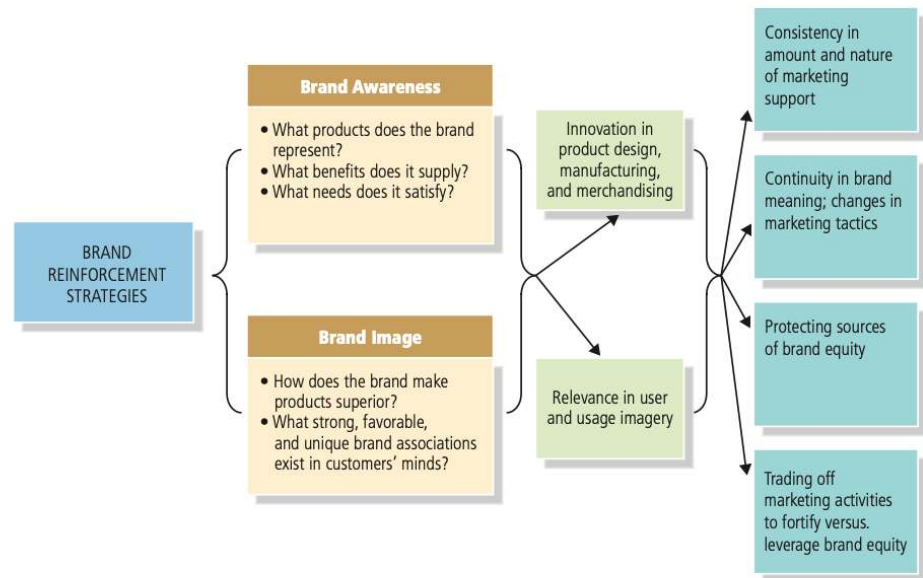 BRAND
REINFORCEMENT
STRATEGIES
Brand Awareness
• What products does the brand
represent?
• What benefits does it supply?
• What needs does it satisfy?
Brand Image
• How does the brand make
products superior?
• What strong, favorable,
and unique brand associations
exist in customers’ minds?
Innovation in
product design,
manufacturing,
and merchandising
Relevance in user
and usage imagery
Consistency in
amount and nature
of marketing
support
Continuity in brand
meaning; changes in
marketing tactics
Protecting sources
of brand equity
Trading off
marketing activities
to fortify versus.
leverage brand equity